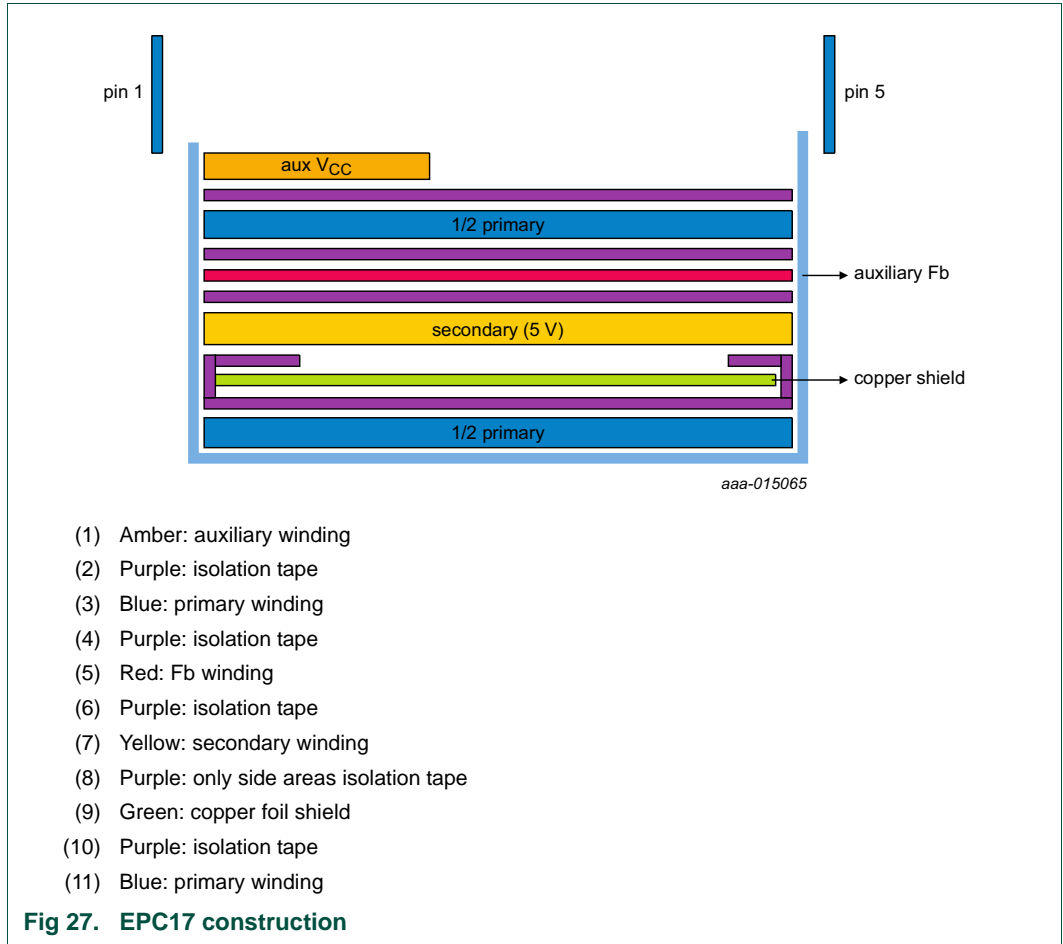 pin 1
pin 5
aux VCC
1/2 primary
auxiliary Fb
secondary (5 V)
copper shield
1/2 primary
aaa-015065
(1) Amber: auxiliary winding
(2) Purple: isolation tape
(3) Blue: primary winding
(4) Purple: isolation tape
(5) Red: Fb winding
(6) Purple: isolation tape
(7) Yellow: secondary winding
(8) Purple: only side areas isolation tape
(9) Green: copper foil shield
(10) Purple: isolation tape
(11) Blue: primary winding
Fig 27. EPC17 construction